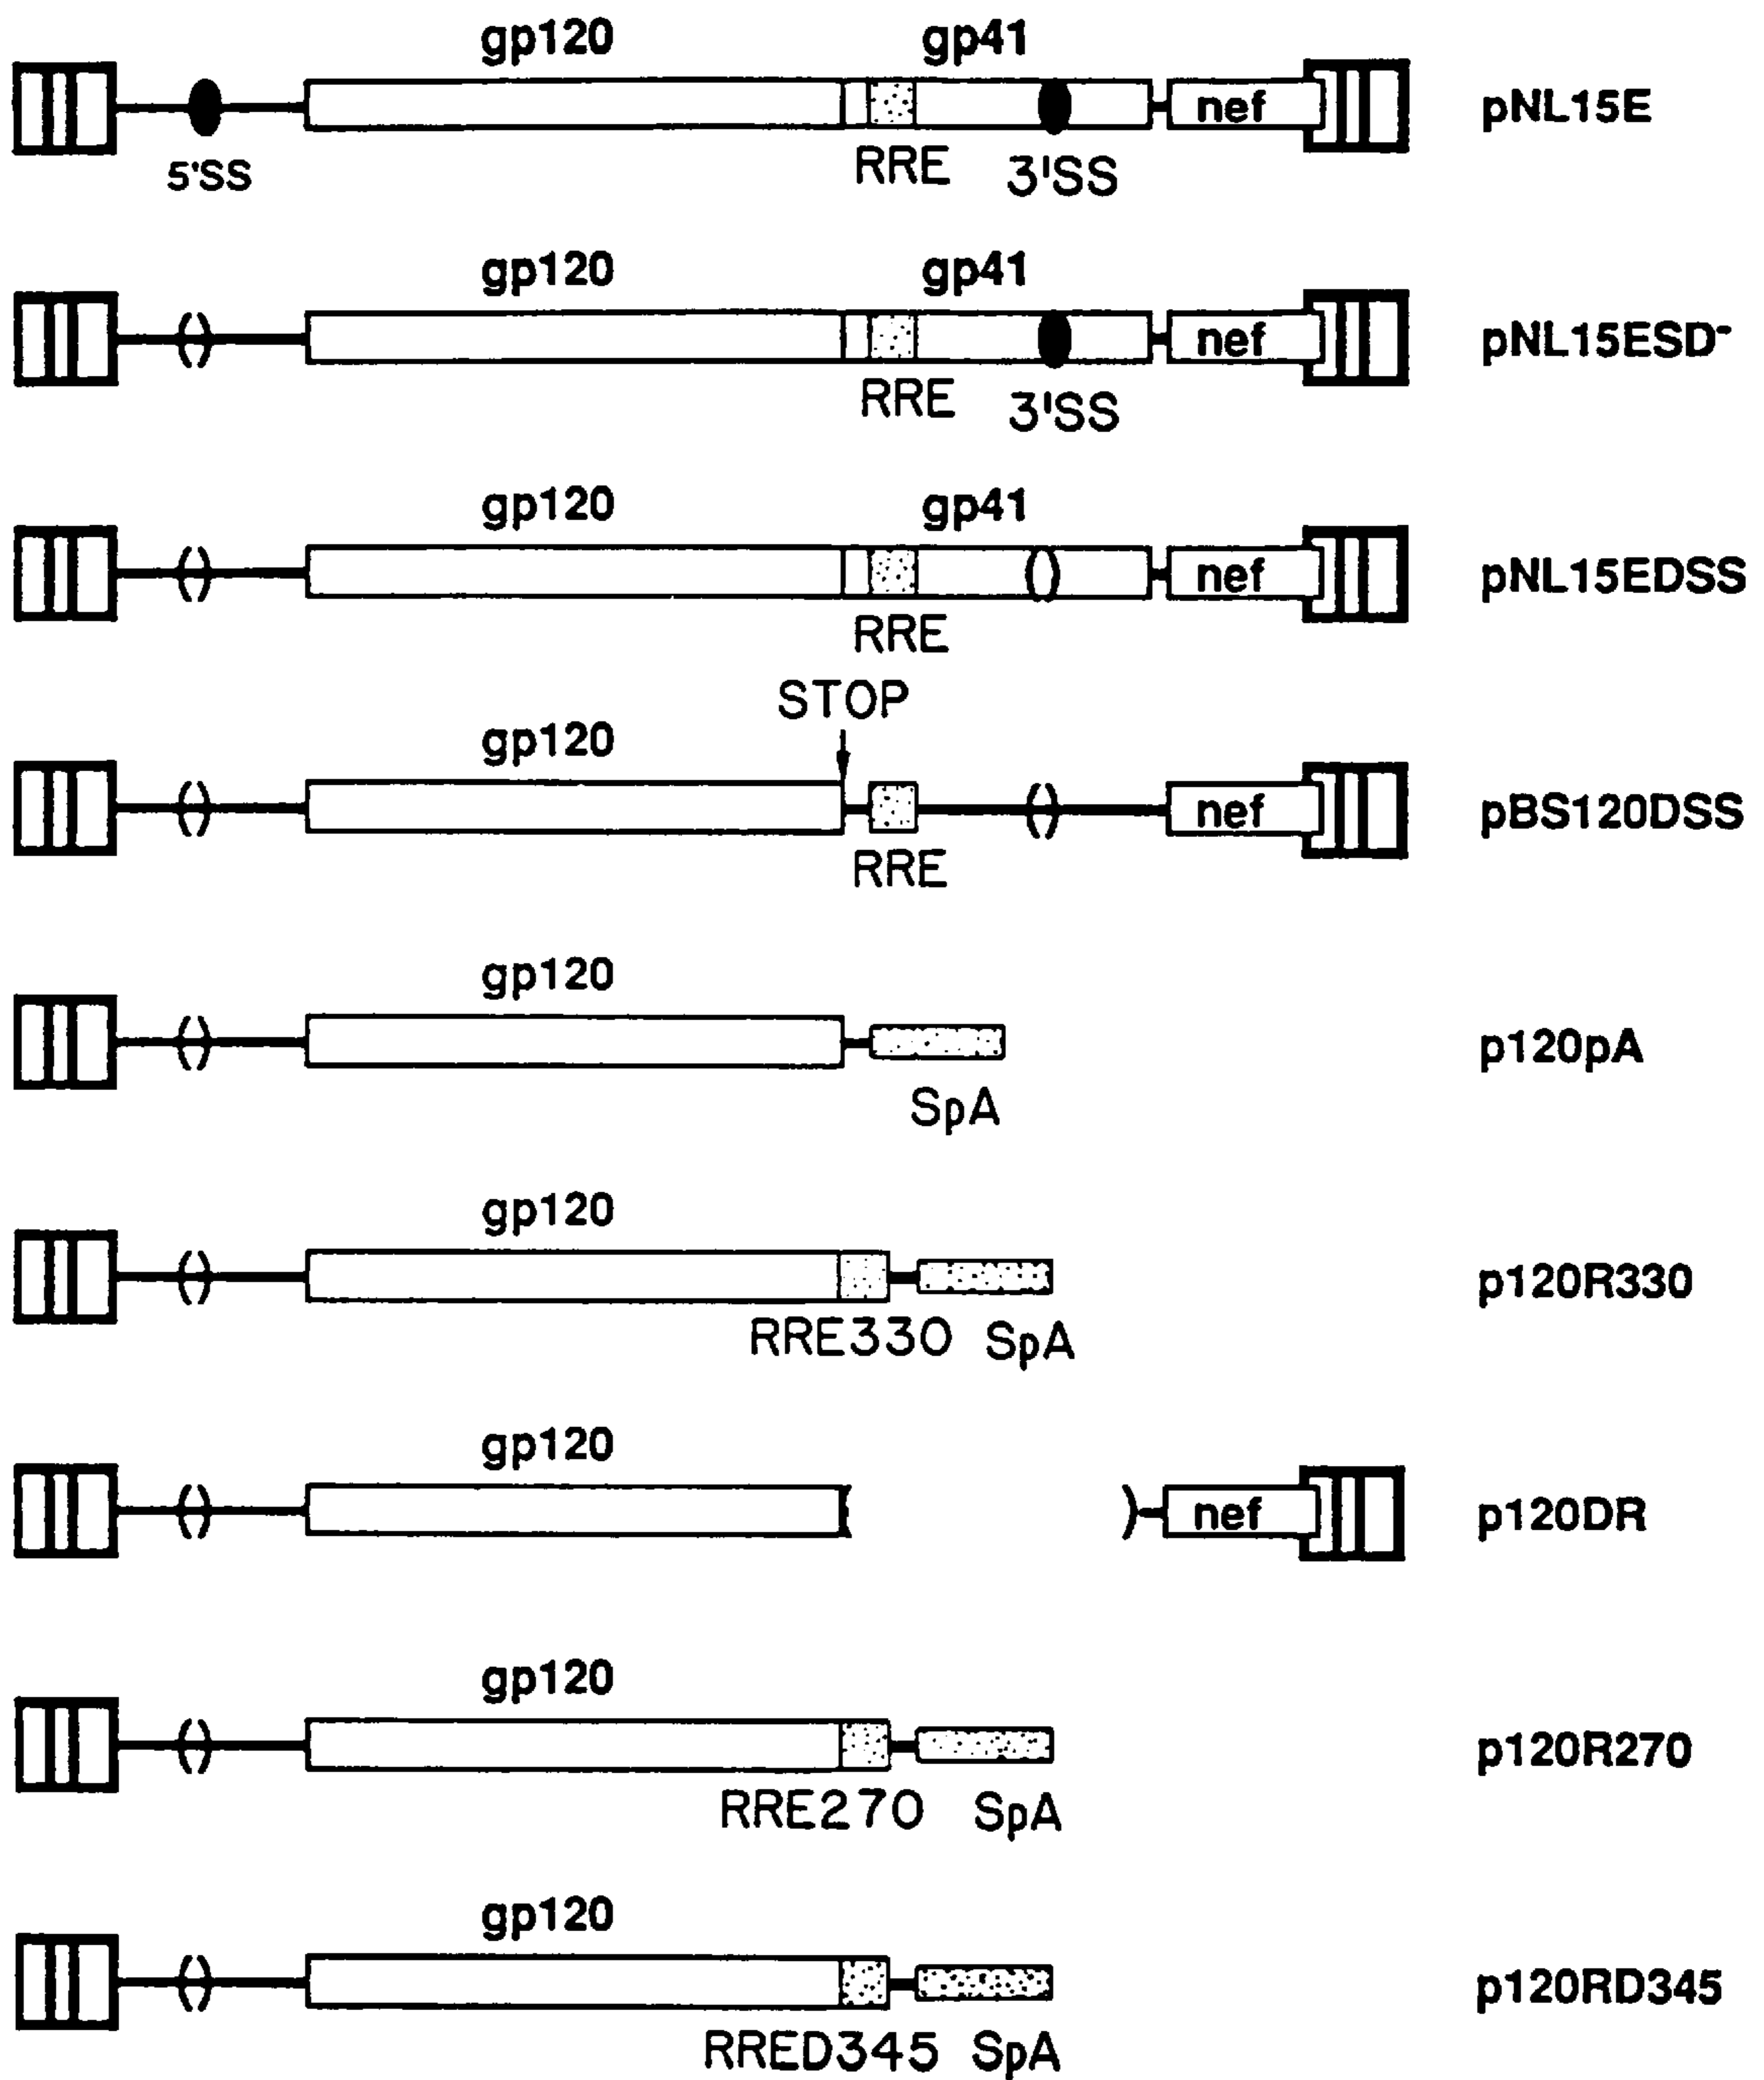 gp120 gp41
nef pNL15E
5'SS RRE 3'SS
gp120 gp41
nef pNL15ESD-
RRE 3'SS
gp120 gp41
nef pNL15EDSS
RRE
STOP
gp120
nef pBS120DSS
RRE
gp120
p120pA
SpA
gp120
p120R330
RRE330 SpA
gp120
nef p120DR
gp120
p120R270
RRE270 SpA
gp120
p120RD345
RRED345 SpA